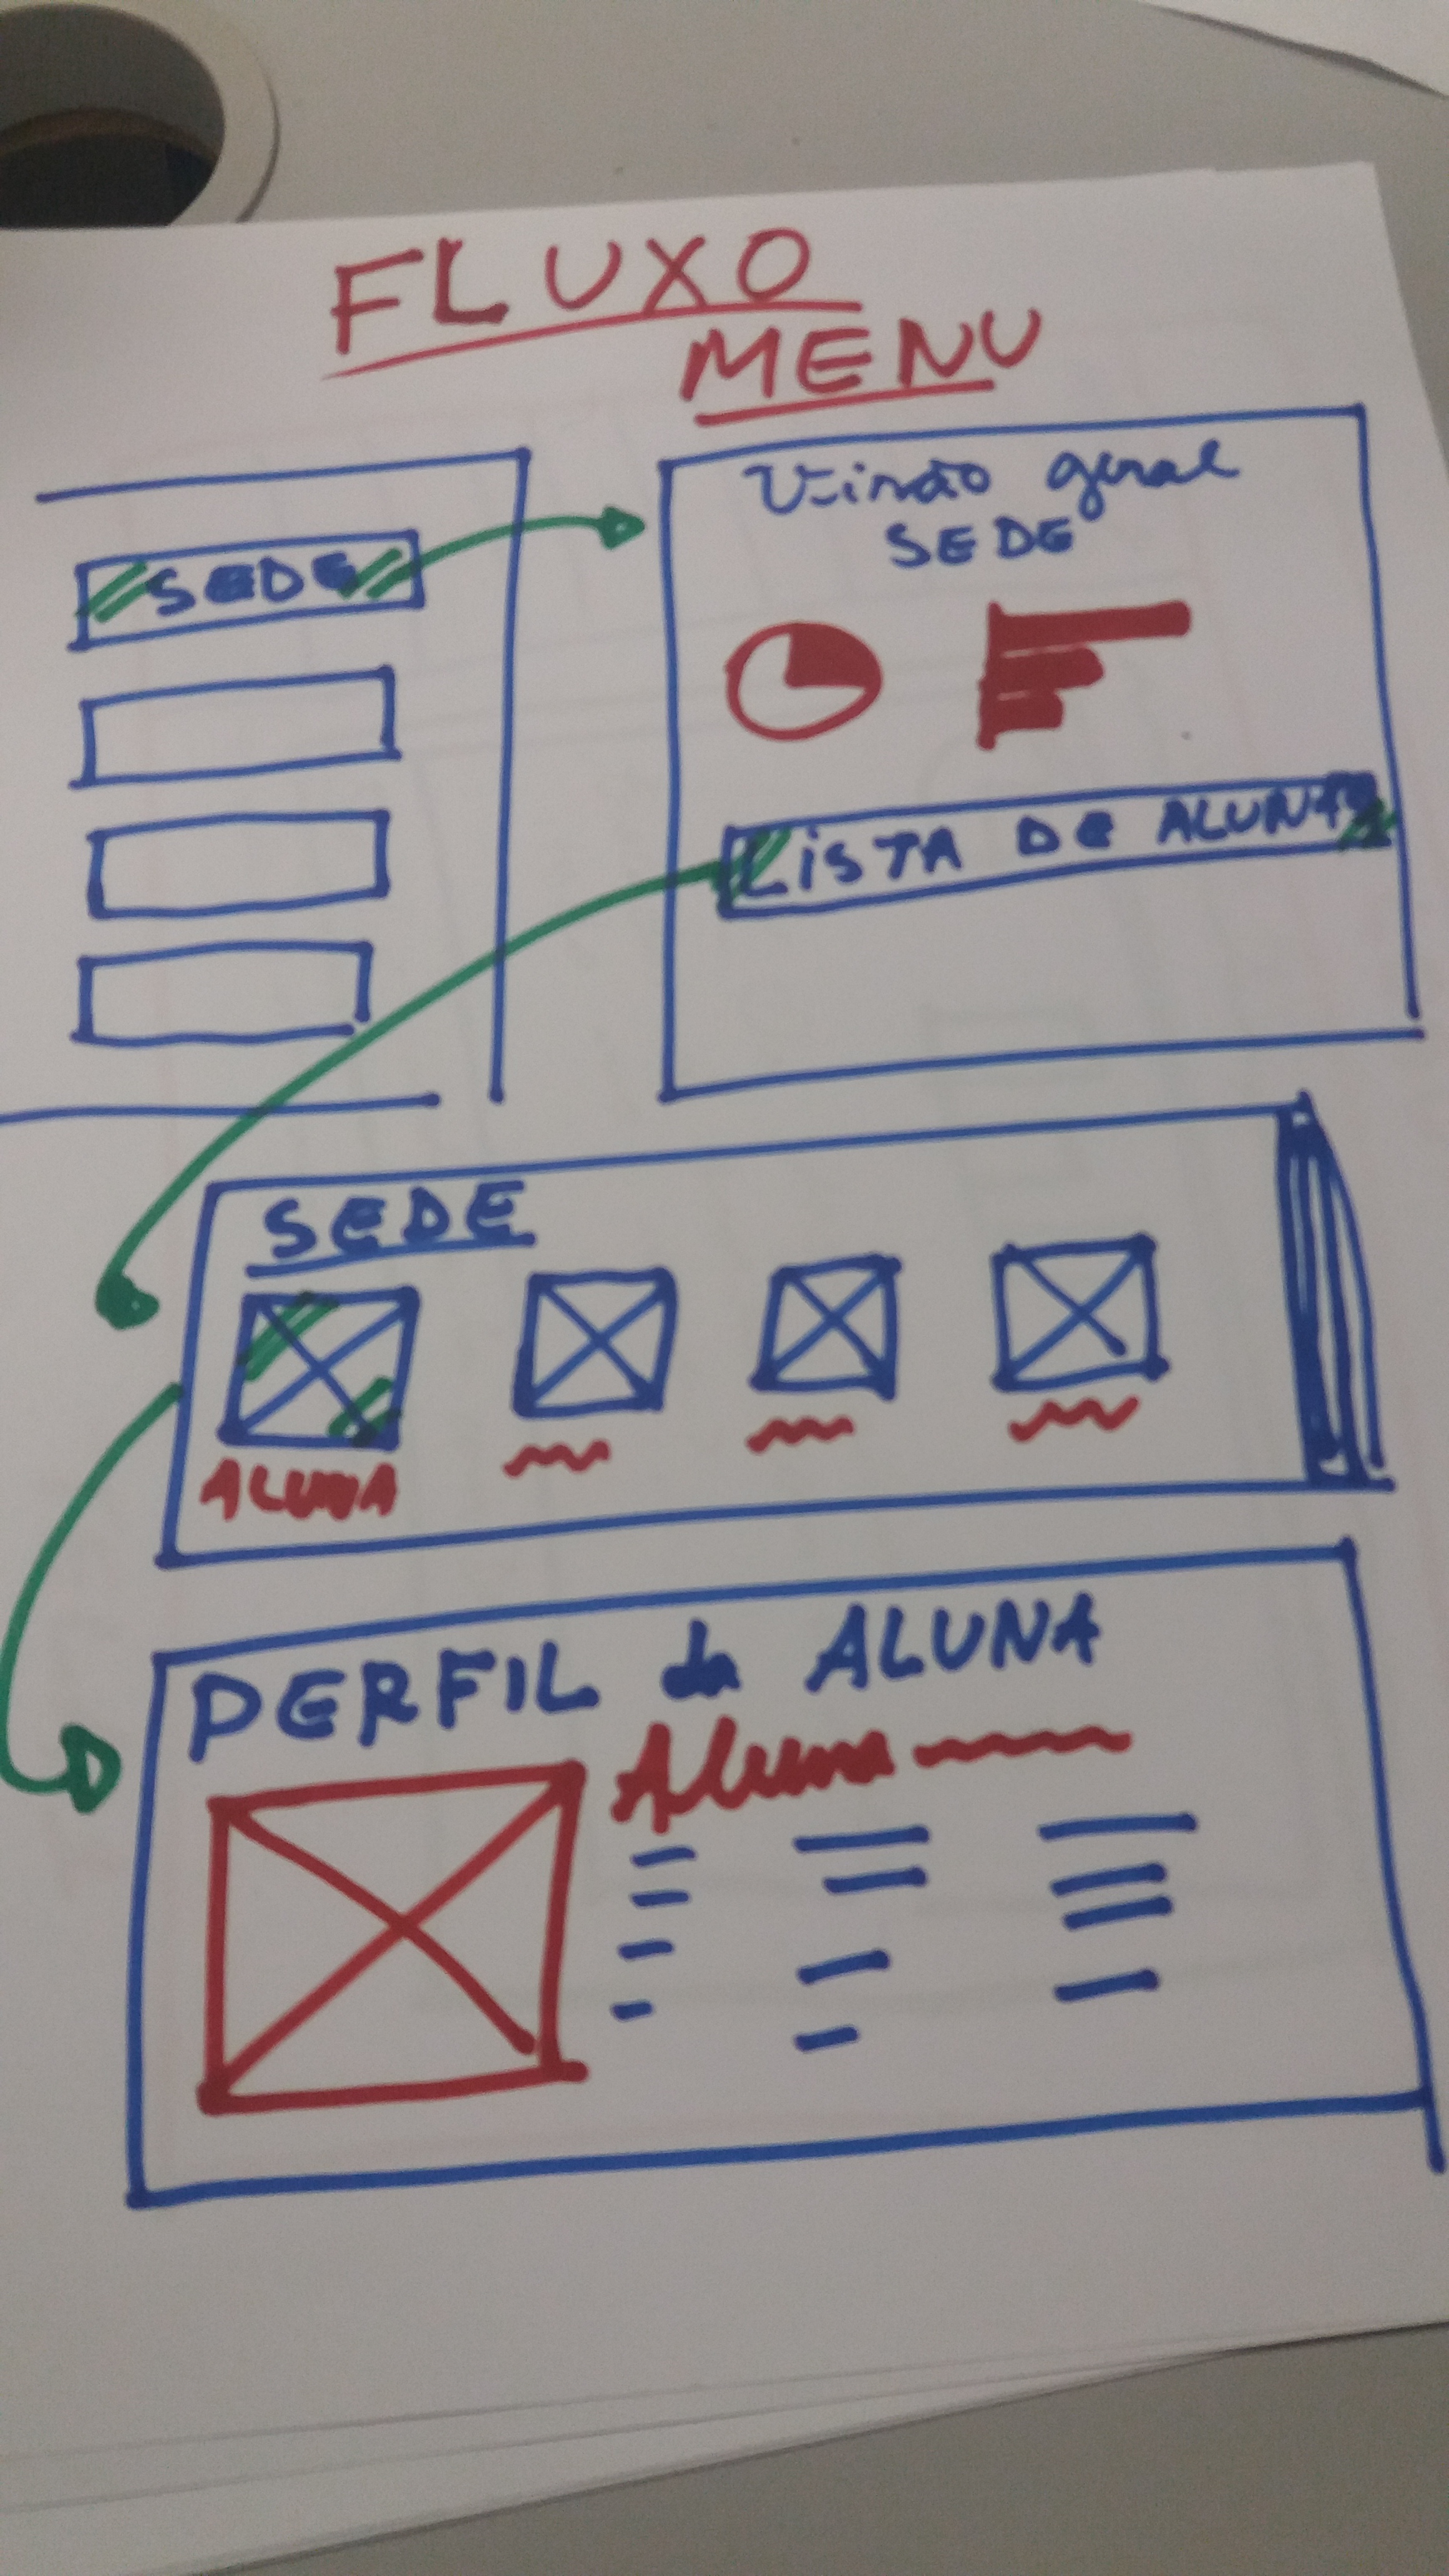 FLUXO
MENU
SEDE
Visão geral
SEDE
LISTA DE ALUNAS
SEDE
ALUNA
PERFIL da ALUNA
Aluna